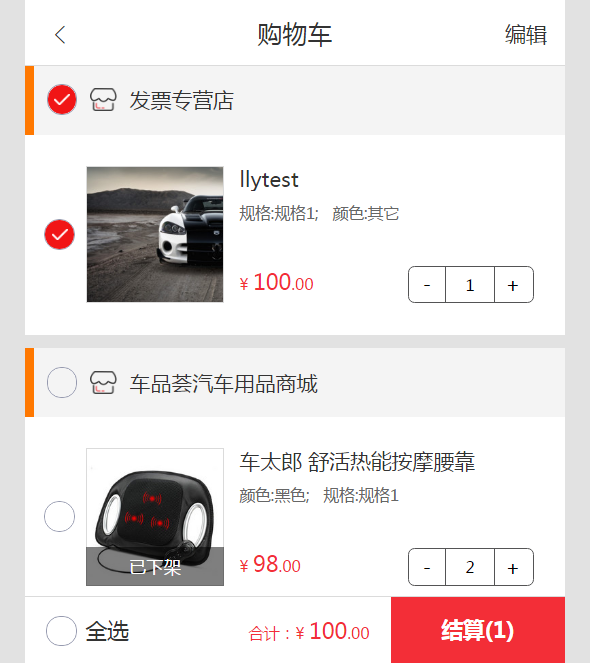 购物车
编辑
发票专营店
llytest
规格:规格1; 颜色:其它
¥ 100.00
- 1 +
车品荟汽车用品商城
车太郎 舒活热能按摩腰靠
颜色:黑色; 规格:规格1
已下架
¥ 98.00
- 2 +
全选
合计：¥ 100.00
结算(1)